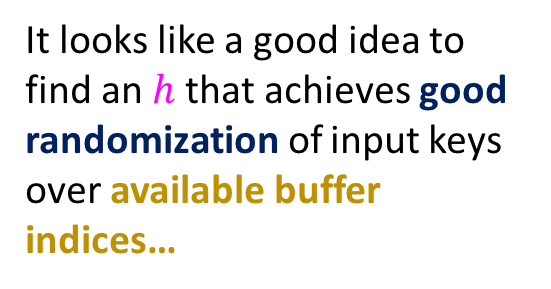 It looks like a good idea to
find an ℎ that achieves good
randomization of input keys
over available buffer
indices…